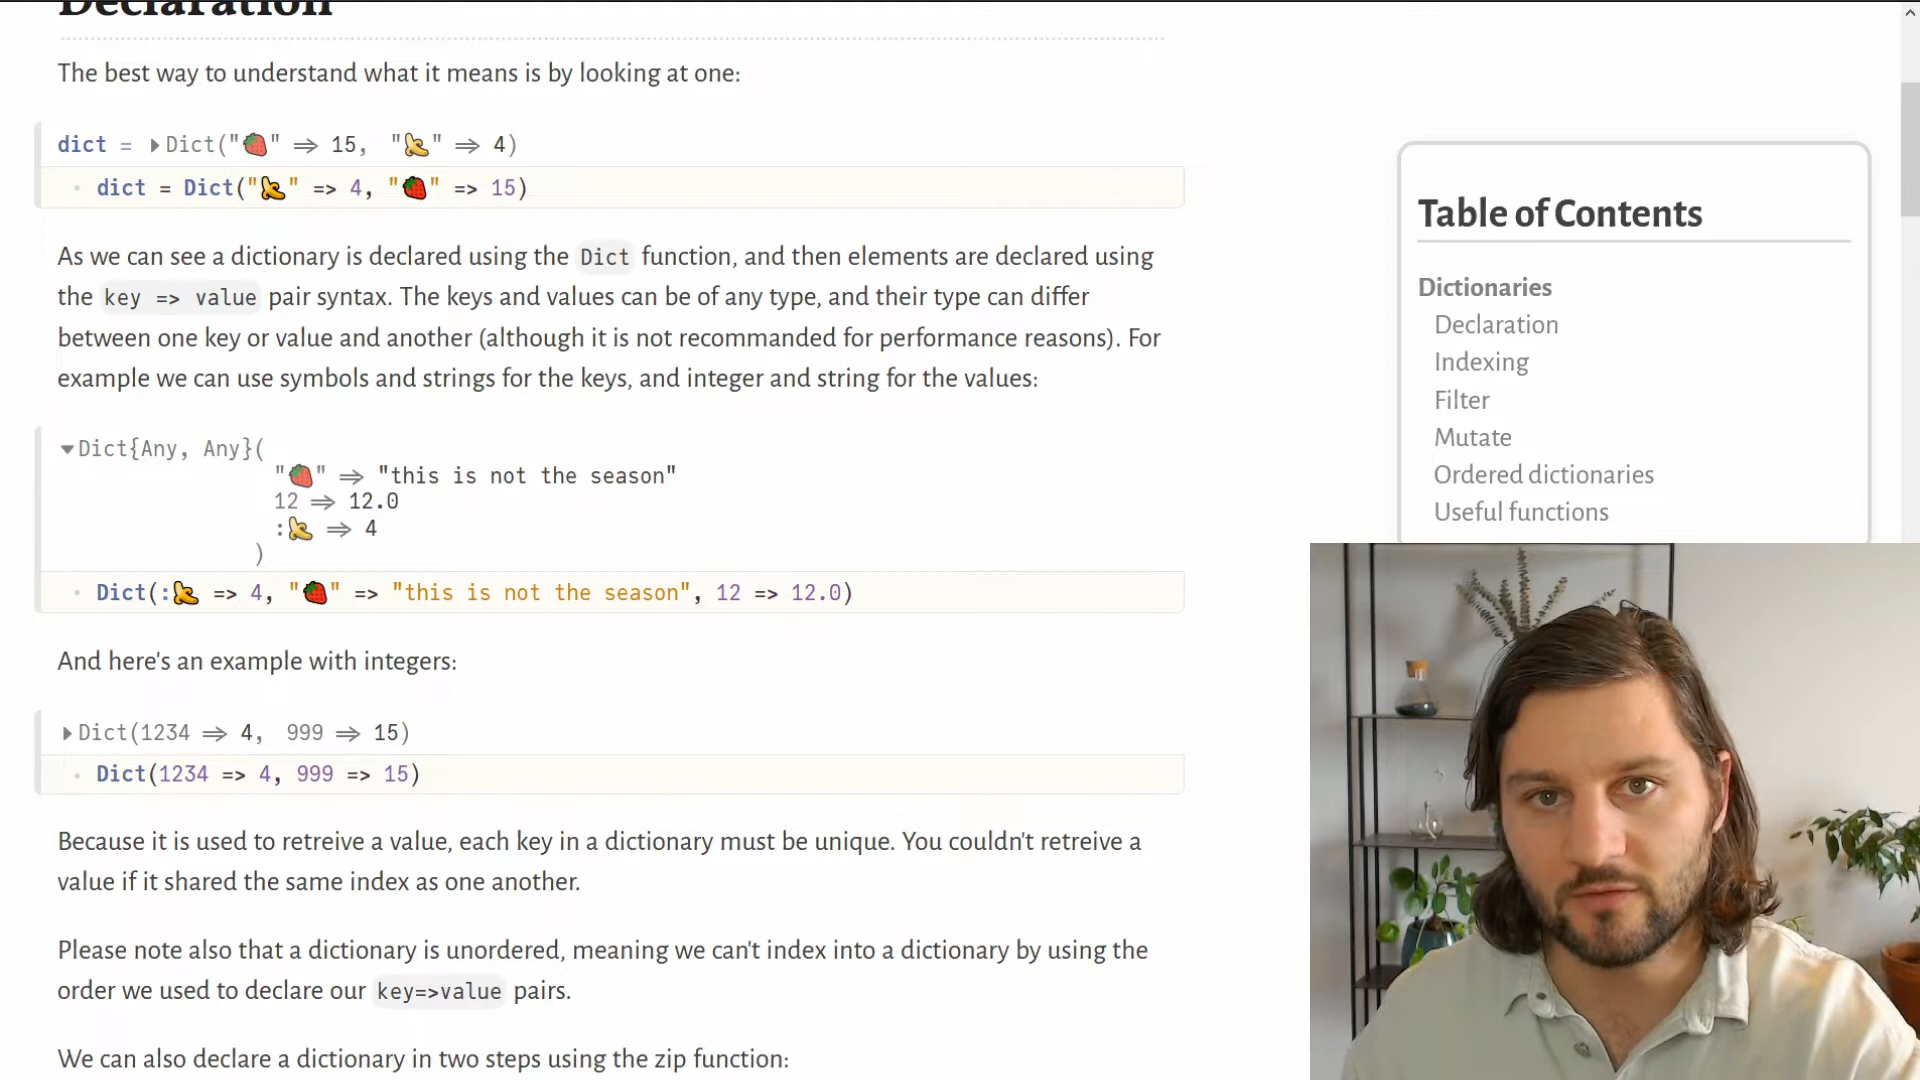 Declaration
The best way to understand what it means is by looking at one:
dict = ▶Dict("🍓" ⇒ 15, "🍌" ⇒ 4)
dict = Dict("🍌" => 4, "🍓" => 15)
As we can see a dictionary is declared using the Dict function, and then elements are declared using
the key => value pair syntax. The keys and values can be of any type, and their type can differ
between one key or value and another (although it is not recommanded for performance reasons). For
example we can use symbols and strings for the keys, and integer and string for the values:
▼Dict{Any, Any}(
"🍓" ⇒ "this is not the season"
12 ⇒ 12.0
:🍌 ⇒ 4
)
Dict(:🍌 => 4, "🍓" => "this is not the season", 12 => 12.0)
And here's an example with integers:
▶Dict(1234 ⇒ 4, 999 ⇒ 15)
Dict(1234 => 4, 999 => 15)
Because it is used to retreive a value, each key in a dictionary must be unique. You couldn't retreive a
value if it shared the same index as one another.
Please note also that a dictionary is unordered, meaning we can't index into a dictionary by using the
order we used to declare our key=>value pairs.
We can also declare a dictionary in two steps using the zip function:
Table of Contents
Dictionaries
Declaration
Indexing
Filter
Mutate
Ordered dictionaries
Useful functions